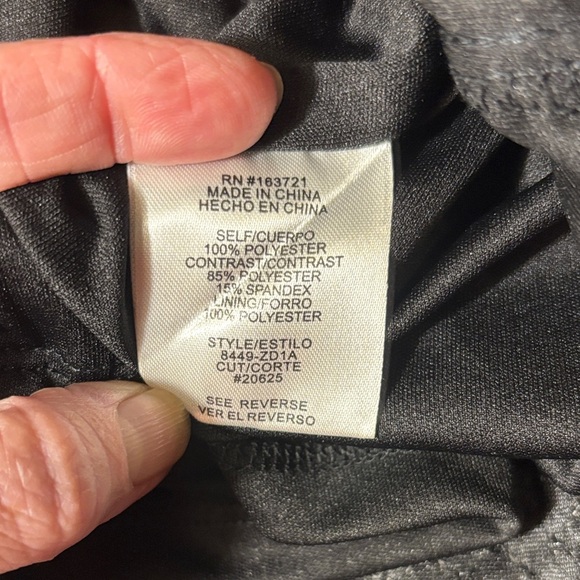 RN #163721
MADE IN CHINA
HECHO EN CHINA
SELF/CUERPO
100% POLYESTER
CONTRAST/CONTRAST
85% POLYESTER
15% SPANDEX
LINING/FORRO
100% POLYESTER
STYLE/ESTILO
8449-ZD1A
CUT/CORTE
#20625
SEE REVERSE
VER EL REVERSO